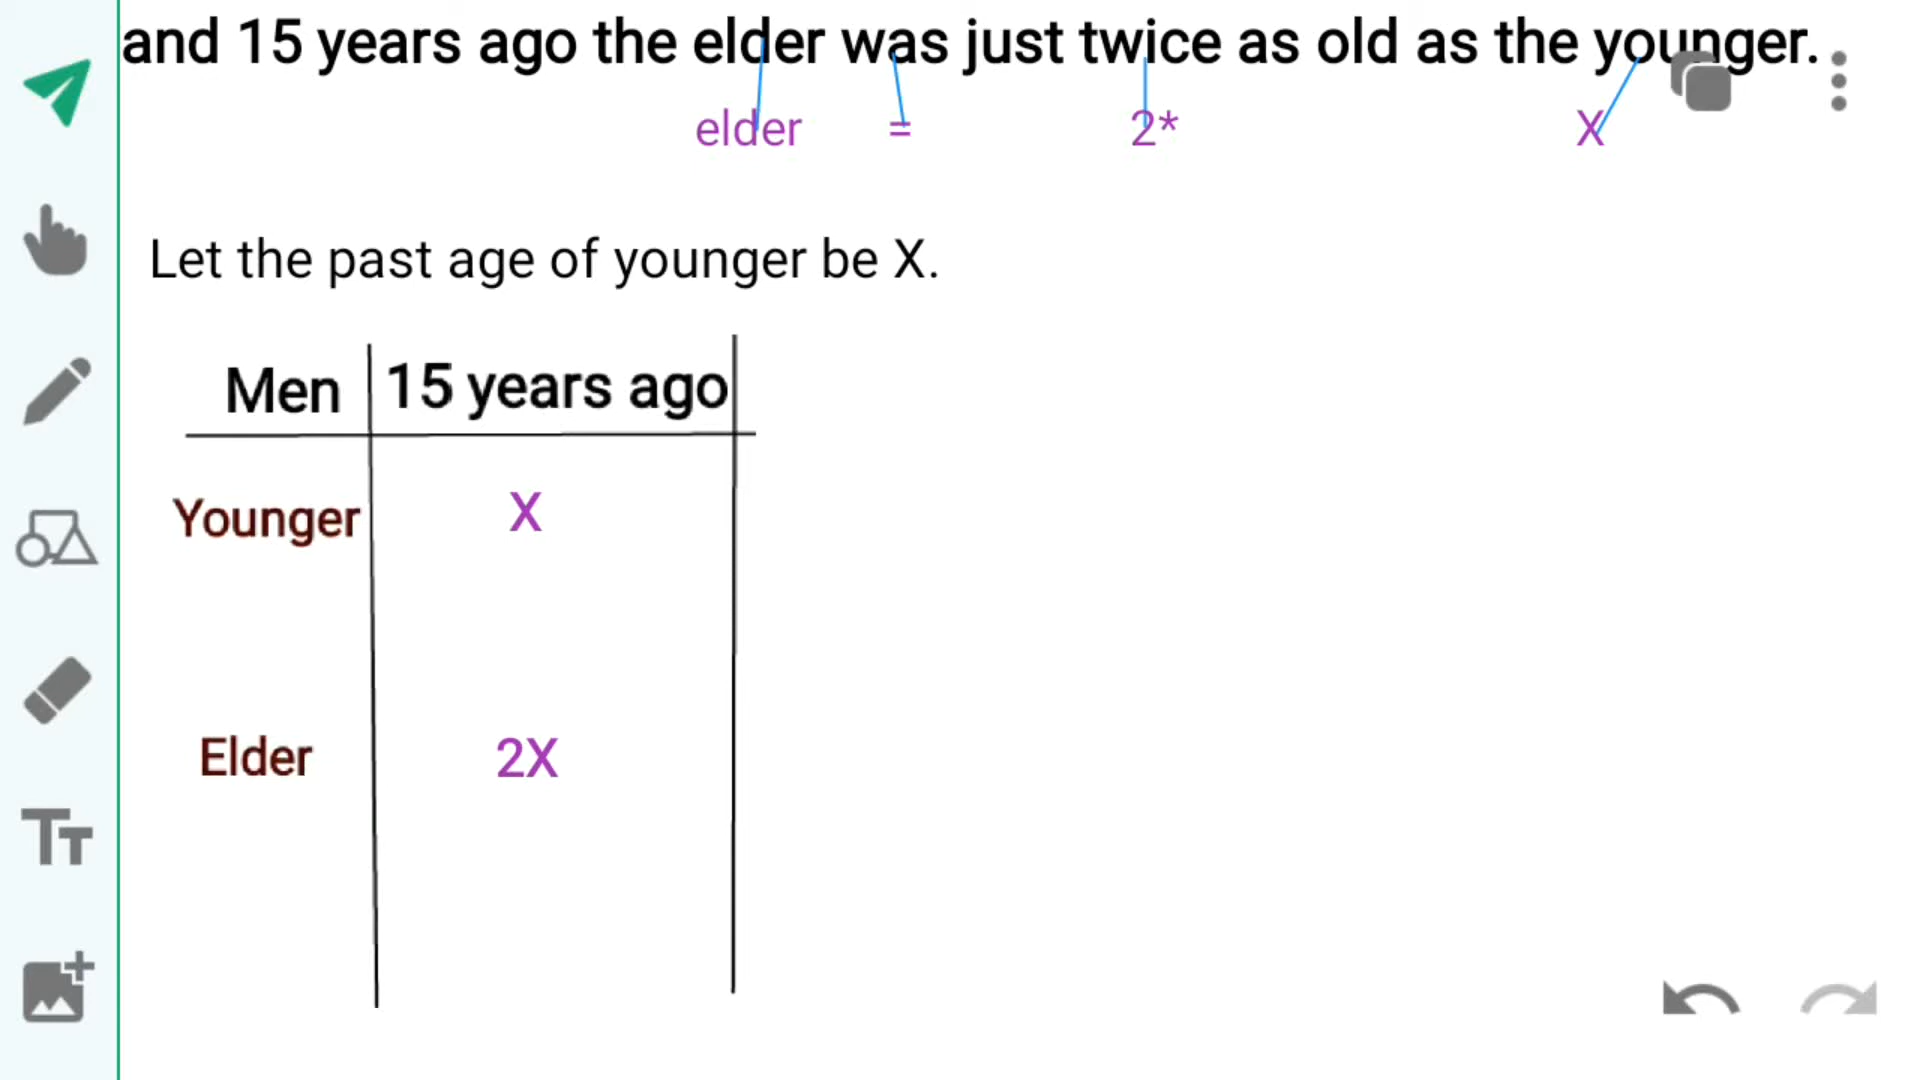 and 15 years ago the elder was just twice as old as the younger.
elder = 2* X
Let the past age of younger be X.
Men 15 years ago
Younger X
Elder 2X
TT